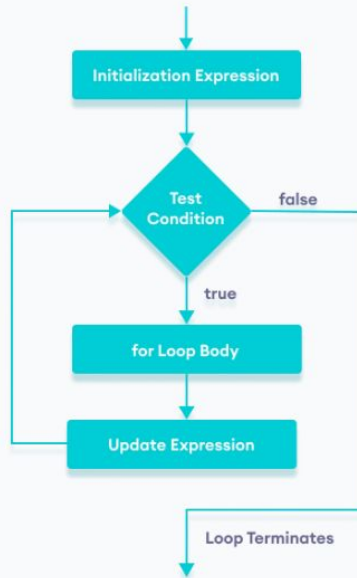 Initialization Expression
Test
Condition
false
true
for Loop Body
Update Expression
Loop Terminates